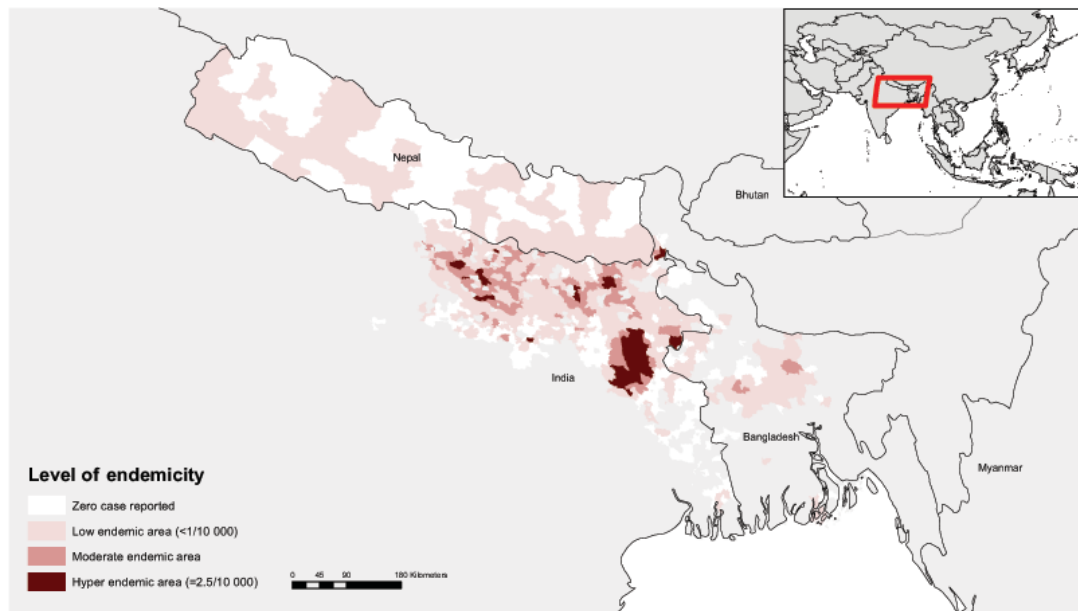 Nepal
Bhutan
India
Bangladesh
Myanmar
Level of endemicity
Zero case reported
Low endemic area (<1/10 000)
Moderate endemic area
Hyper endemic area (=2.5/10 000)
0 45 90 180 Kilometers